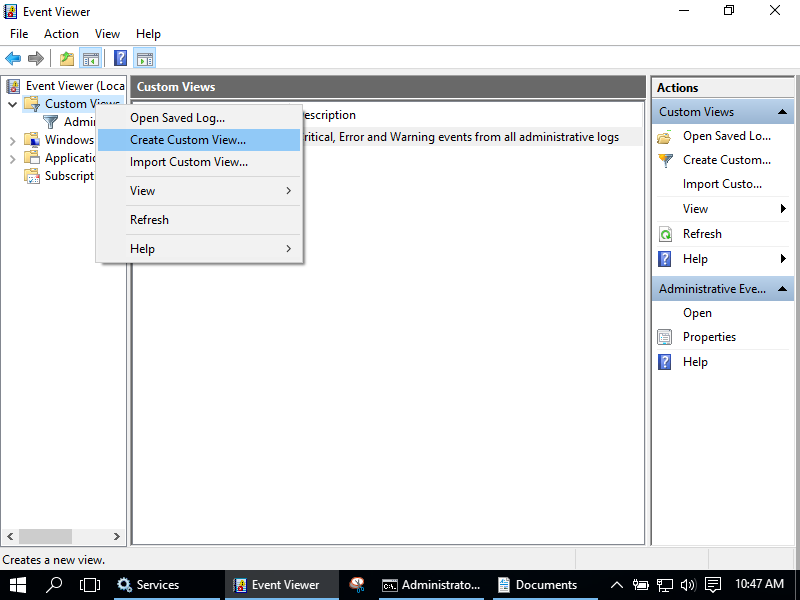 Event Viewer
File Action View Help
Event Viewer (Loca
Custom Views
Admin
Windows
Applicatio
Subscript
Custom Views
escription
ritical, Error and Warning events from all administrative logs
Open Saved Log...
Create Custom View...
Import Custom View...
View
Refresh
Help
Actions
Custom Views
Open Saved Lo...
Create Custom...
Import Custo...
View
Refresh
Help
Administrative Eve...
Open
Properties
Help
Creates a new view.
Services
Event Viewer
Administrato...
Documents
10:47 AM